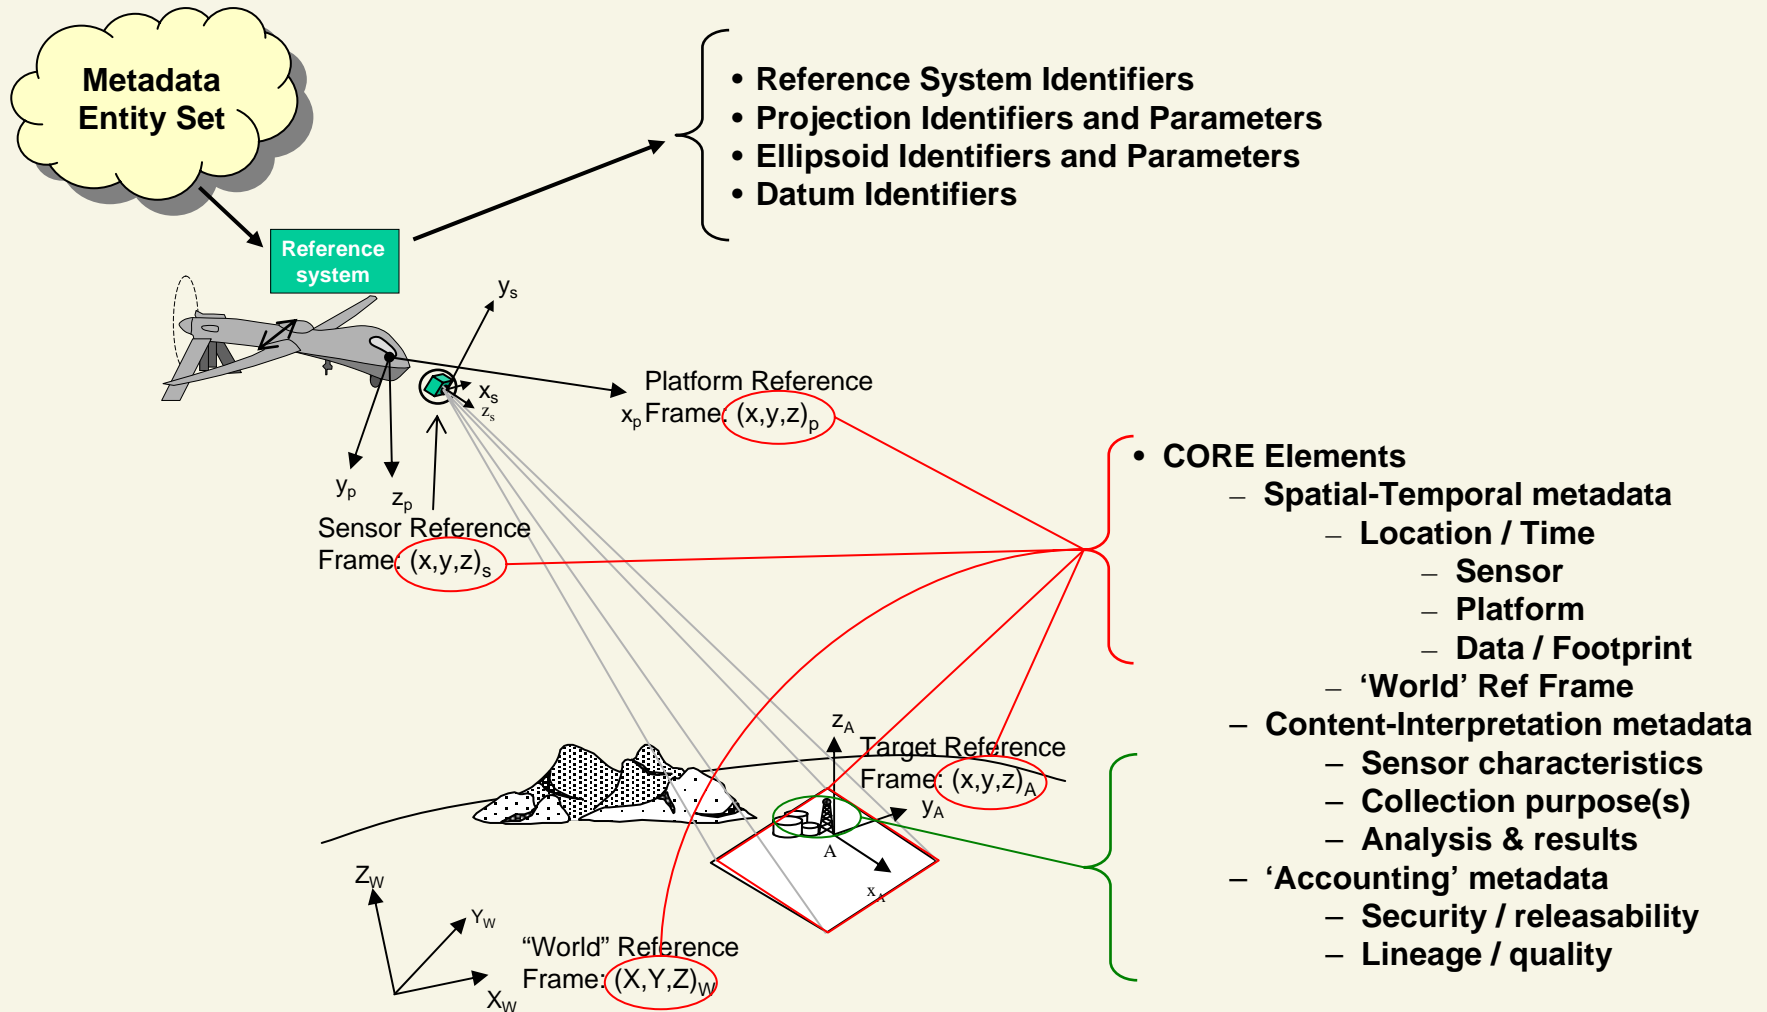 Metadata
Entity Set
• Reference System Identifiers
• Projection Identifiers and Parameters
• Ellipsoid Identifiers and Parameters
• Datum Identifiers
Reference
system
ys
xs
zs
Platform Reference
xp Frame: (x,y,z)p
yp
zp
Sensor Reference
Frame: (x,y,z)s
• CORE Elements
– Spatial-Temporal metadata
– Location / Time
– Sensor
– Platform
– Data / Footprint
– ‘World’ Ref Frame
– Content-Interpretation metadata
– Sensor characteristics
– Collection purpose(s)
– Analysis & results
– ‘Accounting’ metadata
– Security / releasability
– Lineage / quality
zA
Target Reference
Frame: (x,y,z)A
yA
A
xA
ZW
YW
XW
“World” Reference
Frame: (X,Y,Z)W